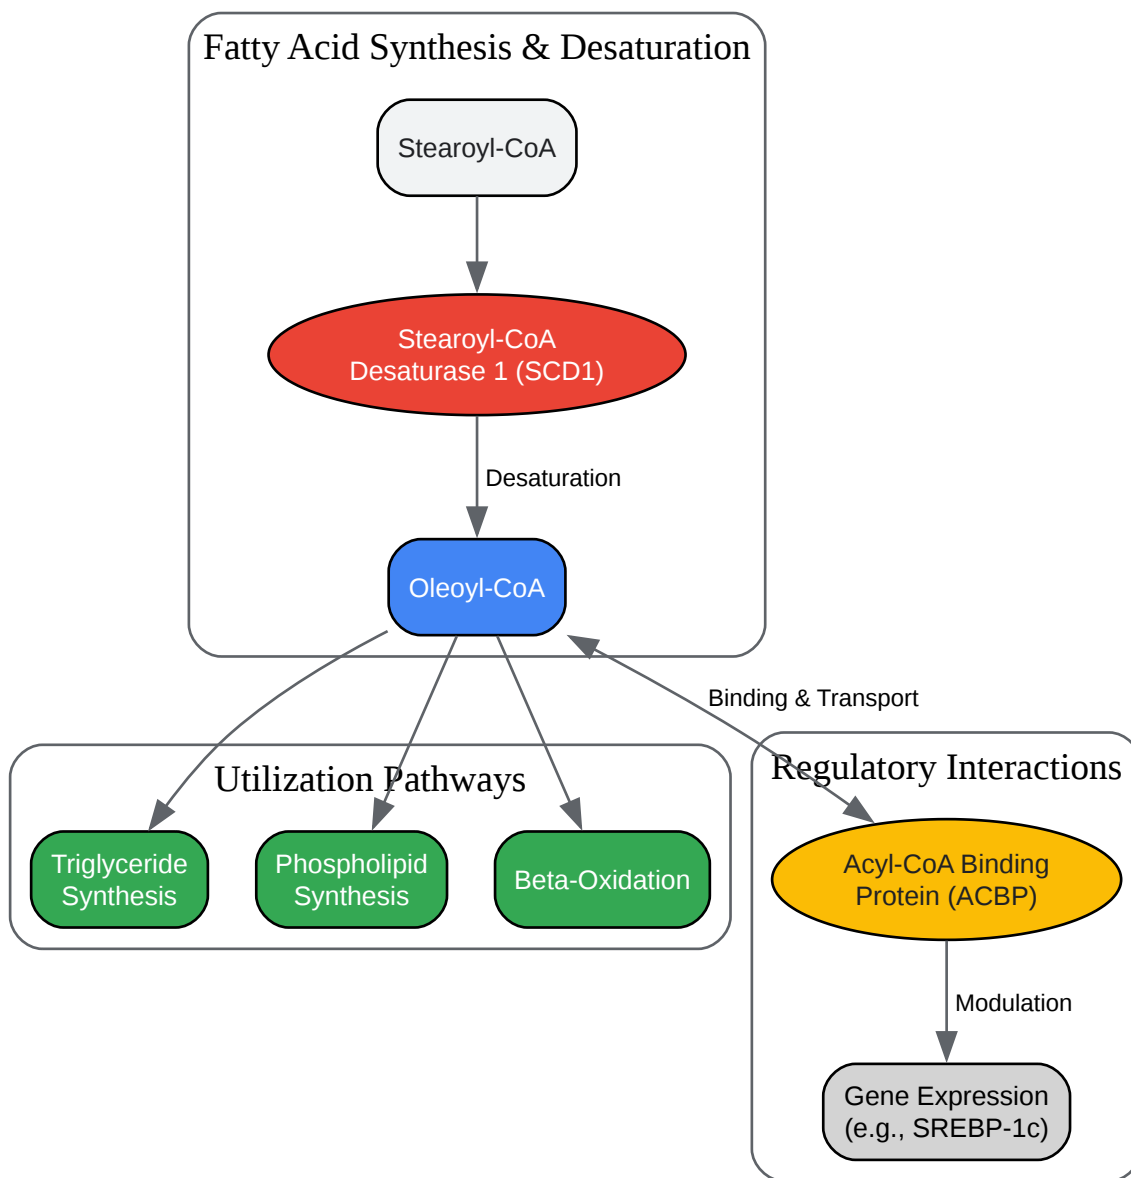 Fatty Acid Synthesis & Desaturation
Stearoyl-CoA
Stearoyl-CoA
Desaturase 1 (SCD1)
Desaturation
Oleoyl-CoA
Binding & Transport
Utilization Pathways
Regulatory Interactions
Triglyceride
Synthesis
Phospholipid
Synthesis
Beta-Oxidation
Acyl-CoA Binding
Protein (ACBP)
Modulation
Gene Expression
(e.g., SREBP-1c)